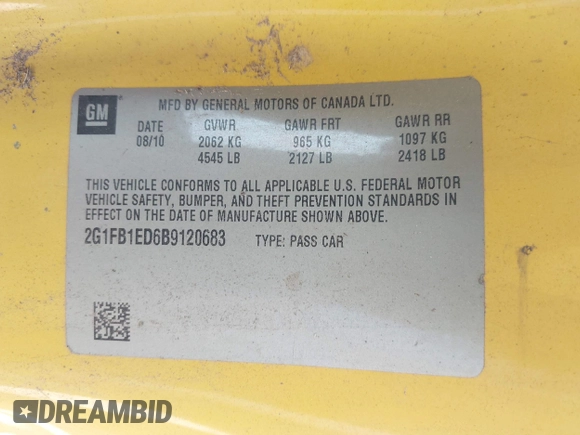 GM
MFD BY GENERAL MOTORS OF CANADA LTD.
DATE GVWR GAWR FRT GAWR RR
08/10 2062 KG 965 KG 1097 KG
4545 LB 2127 LB 2418 LB
THIS VEHICLE CONFORMS TO ALL APPLICABLE U.S. FEDERAL MOTOR
VEHICLE SAFETY, BUMPER, AND THEFT PREVENTION STANDARDS IN
EFFECT ON THE DATE OF MANUFACTURE SHOWN ABOVE.
2G1FB1ED6B9120683 TYPE: PASS CAR
DREAMBID